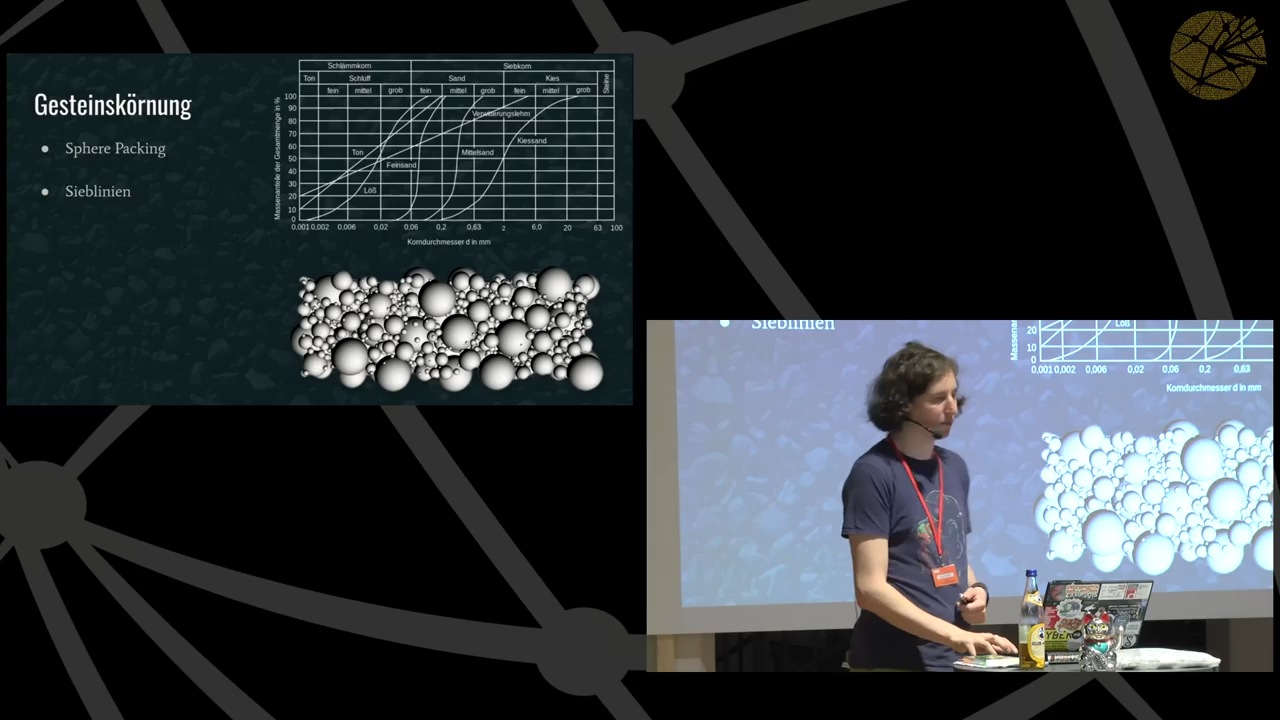 Gesteinskörnung
Sphere Packing
Sieblinien
Schlämmkorn Siebkorn
Ton Schluff Sand Kies Steine
fein mittel grob fein mittel grob fein mittel grob
Massenanteile der Gesamtmenge in %
100
90
80
70
60
50
40
30
20
10
0
Verwitterungslehm
Kiessand
Ton
Mittelsand
Feinsand
Löß
0.001 0,002 0,006 0,02 0,06 0,2 0,63 2 6,0 20 63 100
Korndurchmesser d in mm
Sieblinien
Massenan
20
10
0
Löß
0,001 0,002 0,006 0,02 0,06 0,2 0,63
Korndurchmesser d in mm